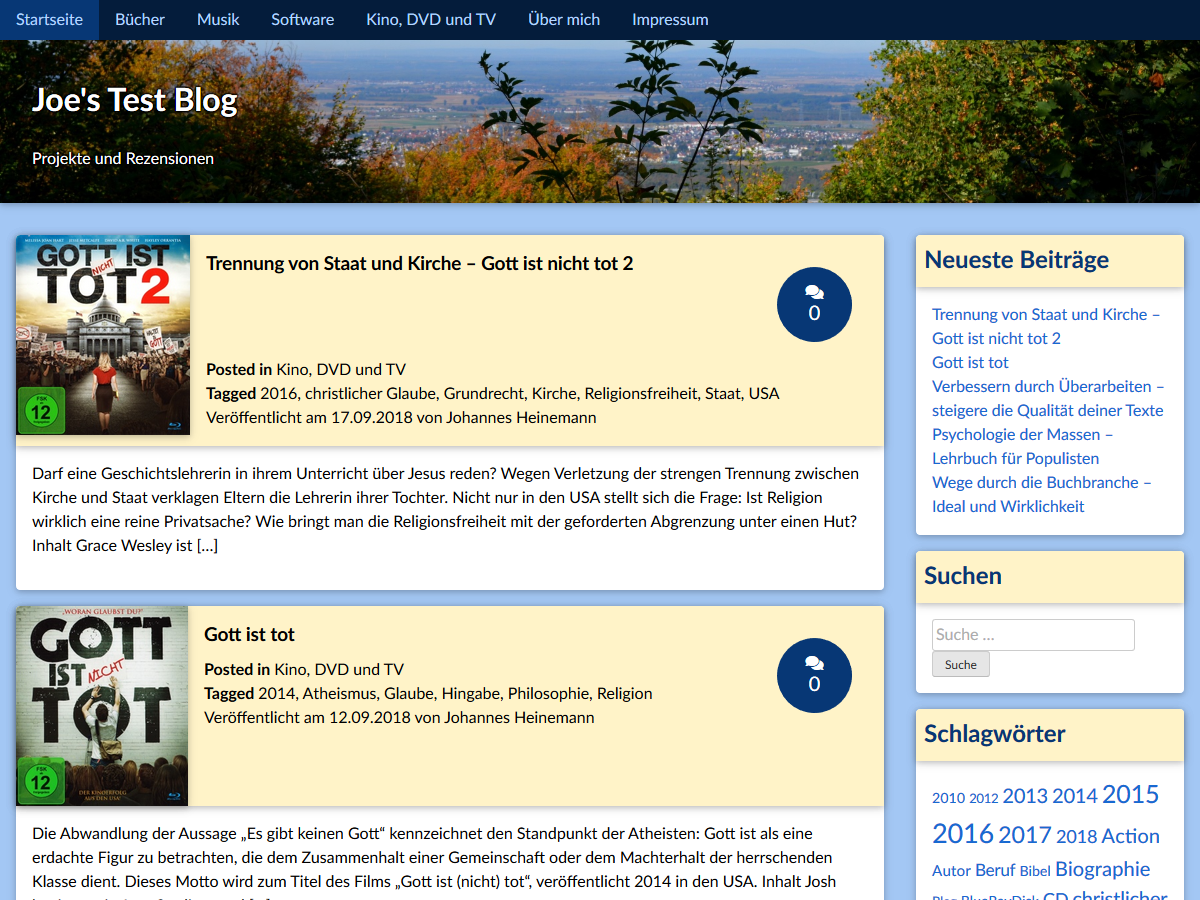 Startseite Bücher Musik Software Kino, DVD und TV Über mich Impressum
Joe's Test Blog
Projekte und Rezensionen
GOTT IST
NICHT
TOT 2
FSK
12
Trennung von Staat und Kirche – Gott ist nicht tot 2
0
Posted in Kino, DVD und TV
Tagged 2016, christlicher Glaube, Grundrecht, Kirche, Religionsfreiheit, Staat, USA
Veröffentlicht am 17.09.2018 von Johannes Heinemann
Darf eine Geschichtslehrerin in ihrem Unterricht über Jesus reden? Wegen Verletzung der strengen Trennung zwischen
Kirche und Staat verklagen Eltern die Lehrerin ihrer Tochter. Nicht nur in den USA stellt sich die Frage: Ist Religion
wirklich eine reine Privatsache? Wie bringt man die Religionsfreiheit mit der geforderten Abgrenzung unter einen Hut?
Inhalt Grace Wesley ist […]
„WORAN GLAUBST DU?"
GOTT
IST NICHT
TOT
FSK
12
DER KINOERFOLG
AUS DEN USA!
Gott ist tot
0
Posted in Kino, DVD und TV
Tagged 2014, Atheismus, Glaube, Hingabe, Philosophie, Religion
Veröffentlicht am 12.09.2018 von Johannes Heinemann
Die Abwandlung der Aussage „Es gibt keinen Gott“ kennzeichnet den Standpunkt der Atheisten: Gott ist als eine
erdachte Figur zu betrachten, die dem Zusammenhalt einer Gemeinschaft oder dem Machterhalt der herrschenden
Klasse dient. Dieses Motto wird zum Titel des Films „Gott ist (nicht) tot“, veröffentlicht 2014 in den USA. Inhalt Josh
Neueste Beiträge
Trennung von Staat und Kirche –
Gott ist nicht tot 2
Gott ist tot
Verbessern durch Überarbeiten –
steigere die Qualität deiner Texte
Psychologie der Massen –
Lehrbuch für Populisten
Wege durch die Buchbranche –
Ideal und Wirklichkeit
Suchen
Suche …
Suche
Schlagwörter
2010 2012 2013 2014 2015
2016 2017 2018 Action
Autor Beruf Bibel Biographie
Blog BlueRayDisk CD christlicher